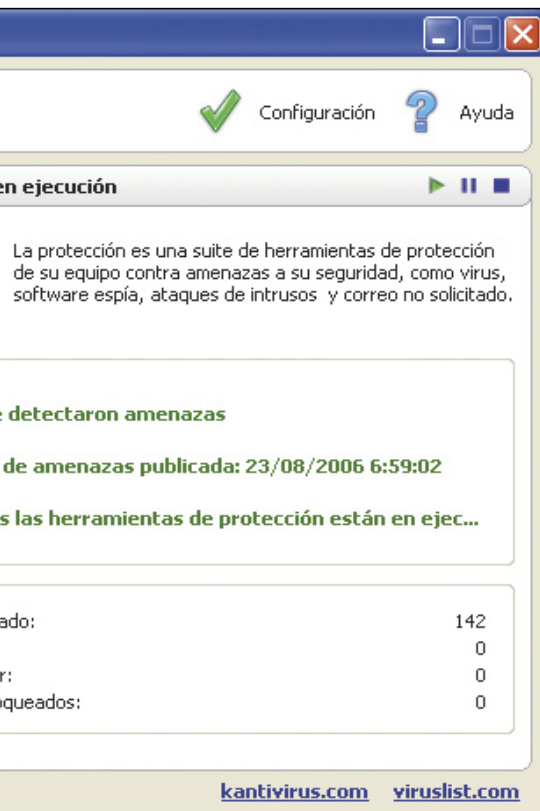 Configuración Ayuda
en ejecución
La protección es una suite de herramientas de protección
de su equipo contra amenazas a su seguridad, como virus,
software espía, ataques de intrusos y correo no solicitado.
e detectaron amenazas
de amenazas publicada: 23/08/2006 6:59:02
s las herramientas de protección están en ejec...
ado: 142
0
r: 0
oqueados: 0
kantivirus.com viruslist.com